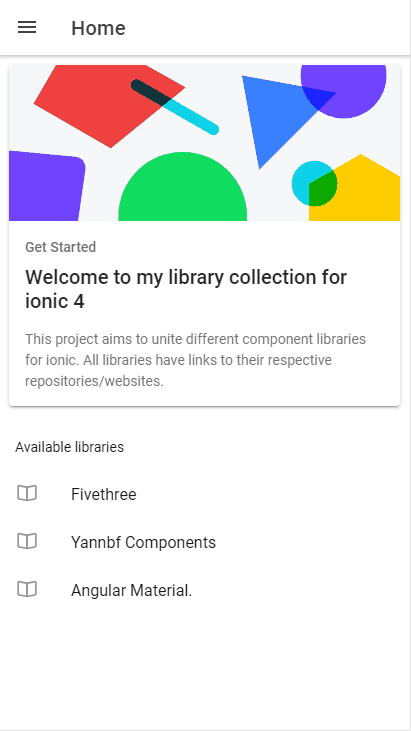 Home
Get Started
Welcome to my library collection for
ionic 4
This project aims to unite different component libraries
for ionic. All libraries have links to their respective
repositories/websites.
Available libraries
Fivethree
Yannbf Components
Angular Material.